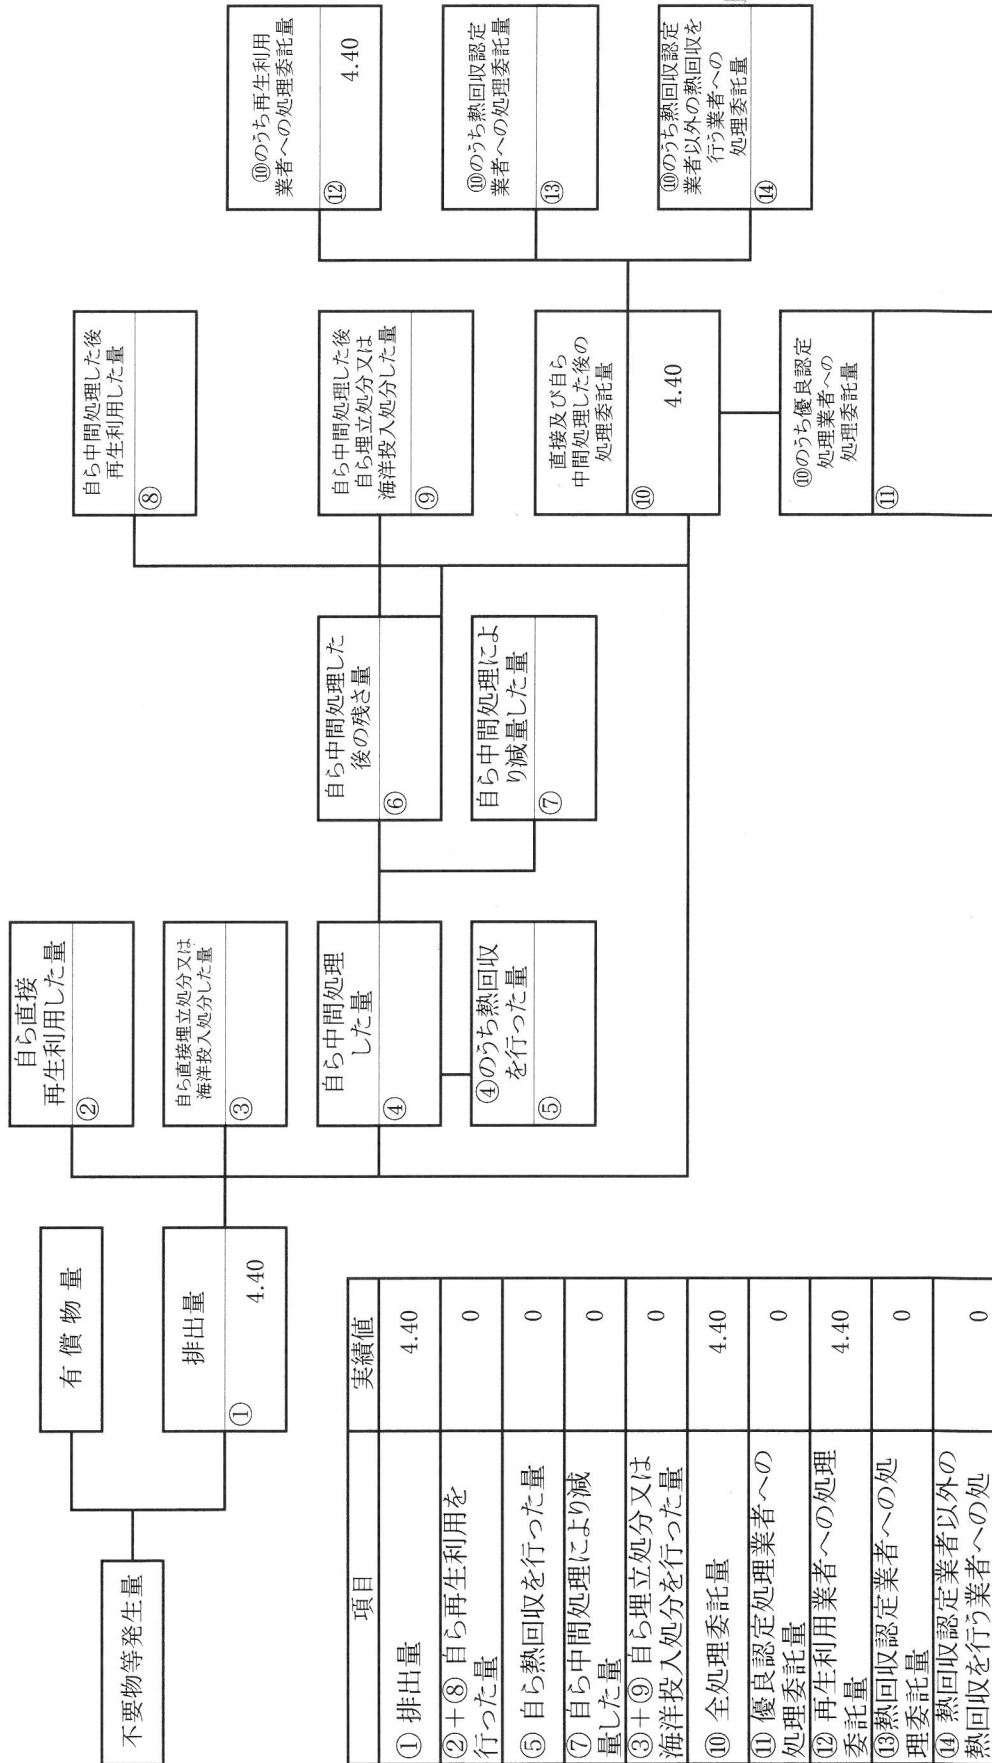 不要物等発生量
有償物量
排出量
①
4.40
自ら直接
再生利用した量
②
自ら直接埋立処分又は
海洋投入処分した量
③
自ら中間処理
した量
④
④のうち熱回収
を行った量
⑤
自ら中間処理した
後の残さ量
⑥
自ら中間処理によ
り減量した量
⑦
自ら中間処理した後
再生利用した量
⑧
自ら中間処理した後
自ら埋立処分又は
海洋投入処分した量
⑨
直接及び自ら
中間処理した後の
処理委託量
⑩
4.40
⑩のうち優良認定
処理業者への
処理委託量
⑪
⑩のうち再生利用
業者への処理委託量
⑫
4.40
⑩のうち熱回収認定
業者への処理委託量
⑬
⑩のうち熱回収認定
業者以外の熱回収を
行う業者への
処理委託量
⑭
項目 実績値
① 排出量 4.40
②+⑧ 自ら再生利用を
行った量 0
⑤ 自ら熱回収を行った量 0
⑦ 自ら中間処理により減
量した量 0
③+⑨ 自ら埋立処分又は
海洋投入処分を行った量 0
⑩ 全処理委託量 4.40
⑪ 優良認定処理業者への
処理委託量 0
⑫ 再生利用業者への処理
委託量 4.40
⑬熱回収認定業者への処
理委託量 0
⑭ 熱回収認定業者以外の
熱回収を行う業者への処 0